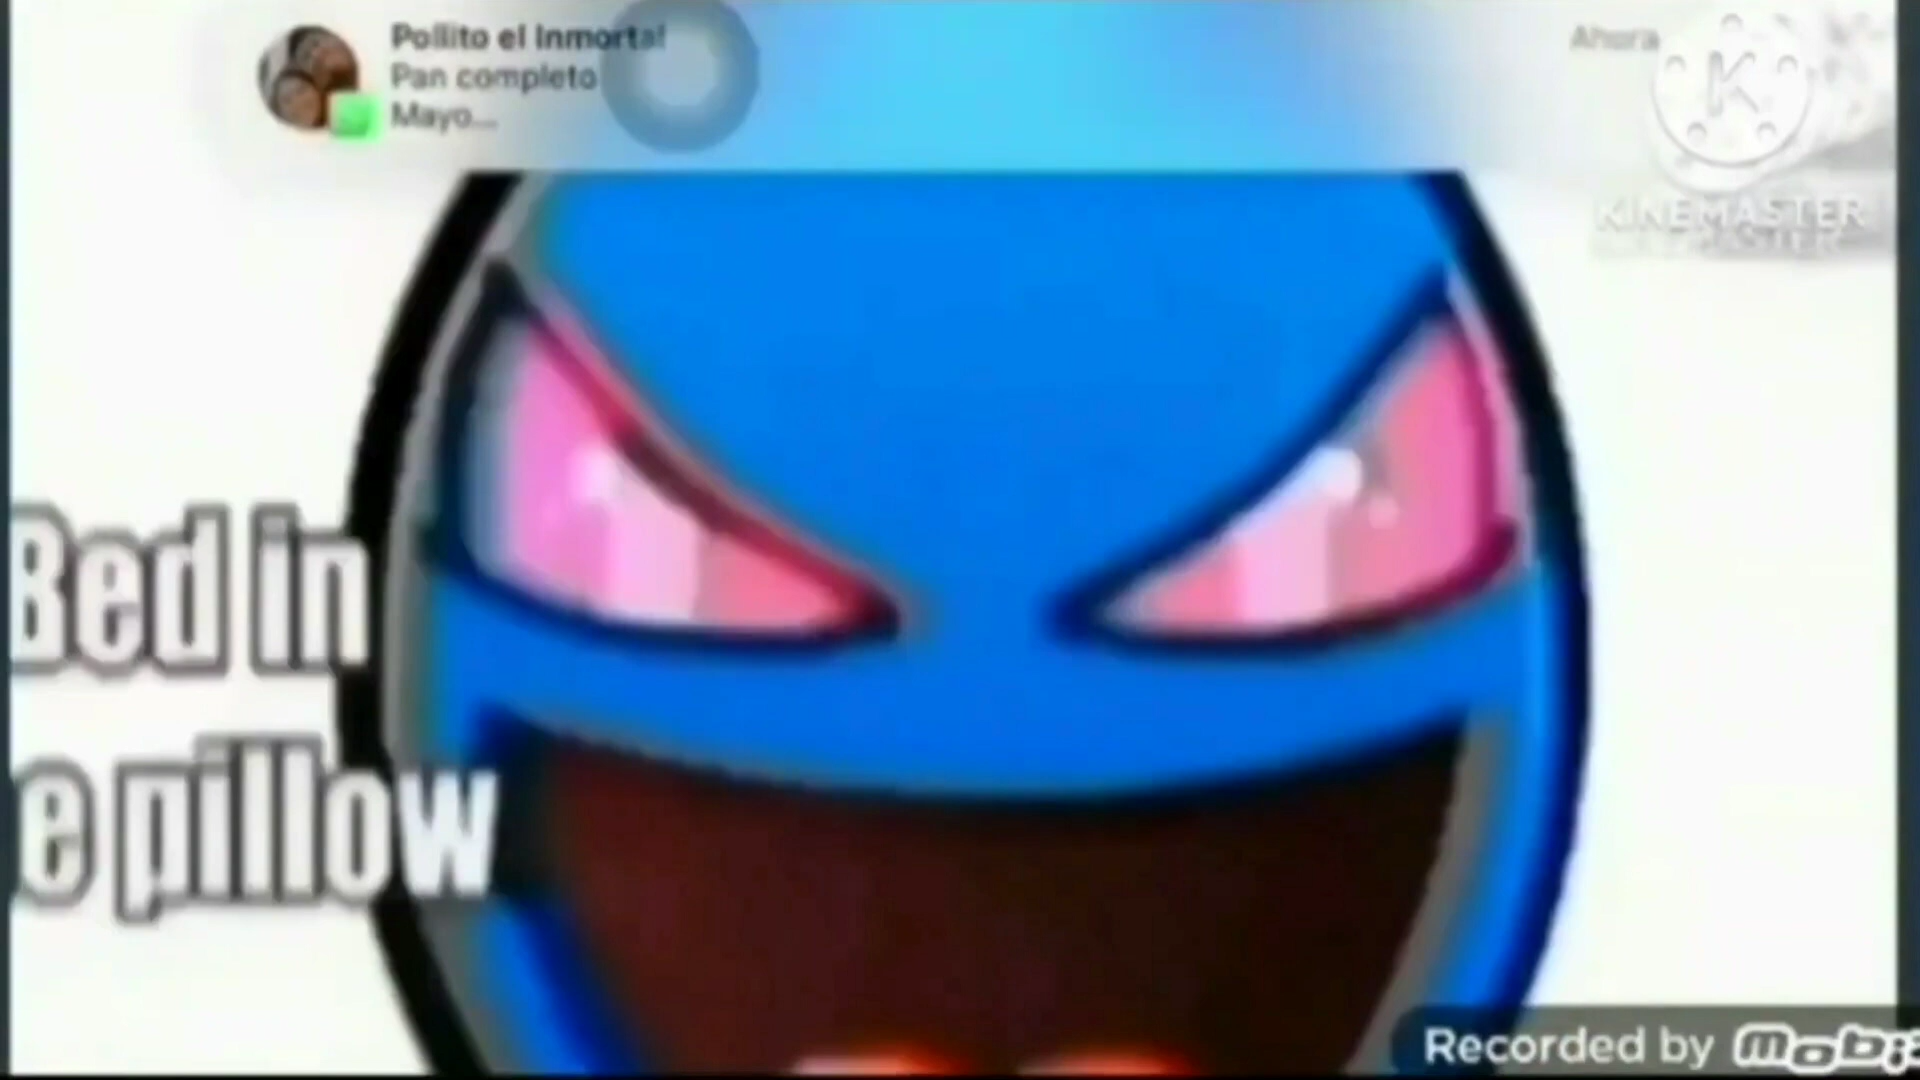 Pollito el Inmortal
Pan completo
Mayo...
Ahora
KINEMASTER
Bed in
e pillow
Recorded by